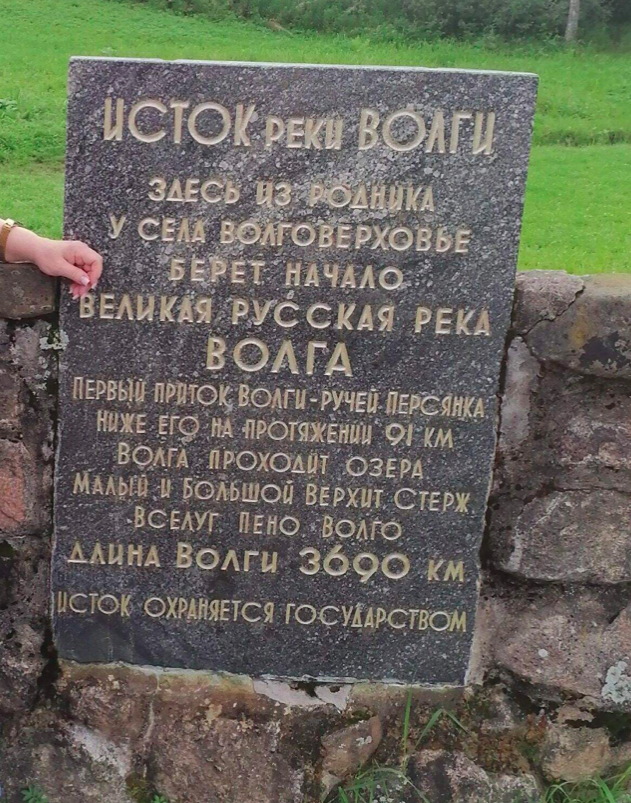 ИСТОК РЕКИ ВОЛГИ
ЗДЕСЬ ИЗ РОДНИКА
У СЕЛА ВОЛГОВЕРХОВЬЕ
БЕРЕТ НАЧАЛО
ВЕЛИКАЯ РУССКАЯ РЕКА
ВОЛГА
ПЕРВЫЙ ПРИТОК ВОЛГИ-РУЧЕЙ ПЕРСЯНКА
НИЖЕ ЕГО НА ПРОТЯЖЕНИИ 91 КМ
ВОЛГА ПРОХОДИТ ОЗЕРА
МАЛЫЙ И БОЛЬШОЙ ВЕРХИТ СТЕРЖ
ВСЕЛУГ ПЕНО ВОЛГО
ДЛИНА ВОЛГИ 3690 КМ
ИСТОК ОХРАНЯЕТСЯ ГОСУДАРСТВОМ